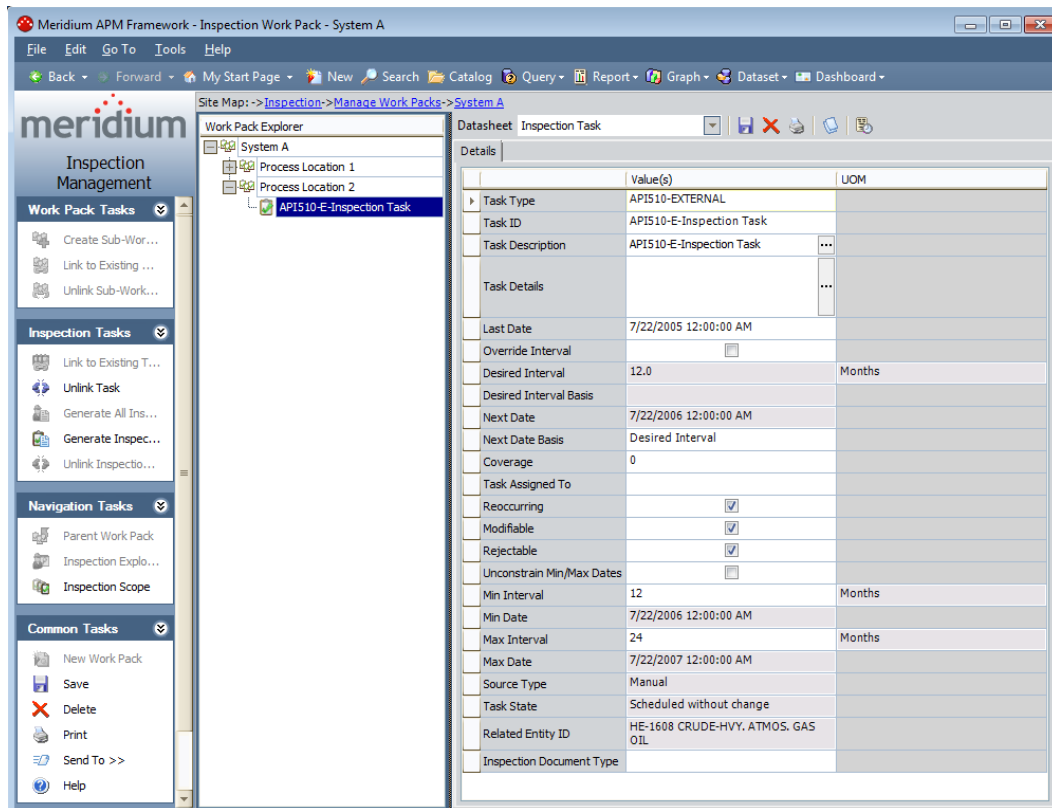 Meridium APM Framework - Inspection Work Pack - System A
File Edit Go To Tools Help
Back Forward My Start Page New Search Catalog Query Report Graph Dataset Dashboard
meridium
Inspection
Management
Work Pack Tasks
Create Sub-Wor...
Link to Existing ...
Unlink Sub-Work...
Inspection Tasks
Link to Existing T...
Unlink Task
Generate All Ins...
Generate Inspec...
Unlink Inspectio...
Navigation Tasks
Parent Work Pack
Inspection Explo...
Inspection Scope
Common Tasks
New Work Pack
Save
Delete
Print
Send To >>
Help
Site Map: ->Inspection->Manage Work Packs->System A
Work Pack Explorer
System A
Process Location 1
Process Location 2
API510-E-Inspection Task
Datasheet Inspection Task
Details
Value(s) UOM
Task Type API510-EXTERNAL
Task ID API510-E-Inspection Task
Task Description API510-E-Inspection Task ...
Task Details ...
Last Date 7/22/2005 12:00:00 AM
Override Interval
Desired Interval 12.0 Months
Desired Interval Basis
Next Date 7/22/2006 12:00:00 AM
Next Date Basis Desired Interval
Coverage 0
Task Assigned To
Reoccurring
Modifiable
Rejectable
Unconstrain Min/Max Dates
Min Interval 12 Months
Min Date 7/22/2006 12:00:00 AM
Max Interval 24 Months
Max Date 7/22/2007 12:00:00 AM
Source Type Manual
Task State Scheduled without change
Related Entity ID HE-1608 CRUDE-HVY. ATMOS. GAS
OIL
Inspection Document Type